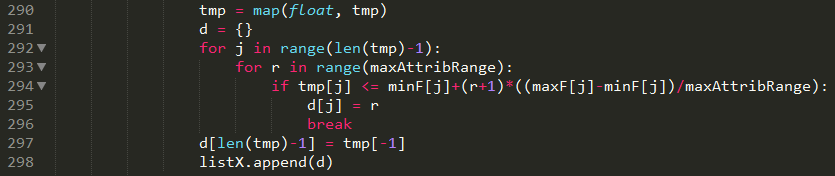 290 tmp = map(float, tmp)
291 d = {}
292 for j in range(len(tmp)-1):
293 for r in range(maxAttribRange):
294 if tmp[j] <= minF[j]+(r+1)*((maxF[j]-minF[j])/maxAttribRange):
295 d[j] = r
296 break
297 d[len(tmp)-1] = tmp[-1]
298 listX.append(d)